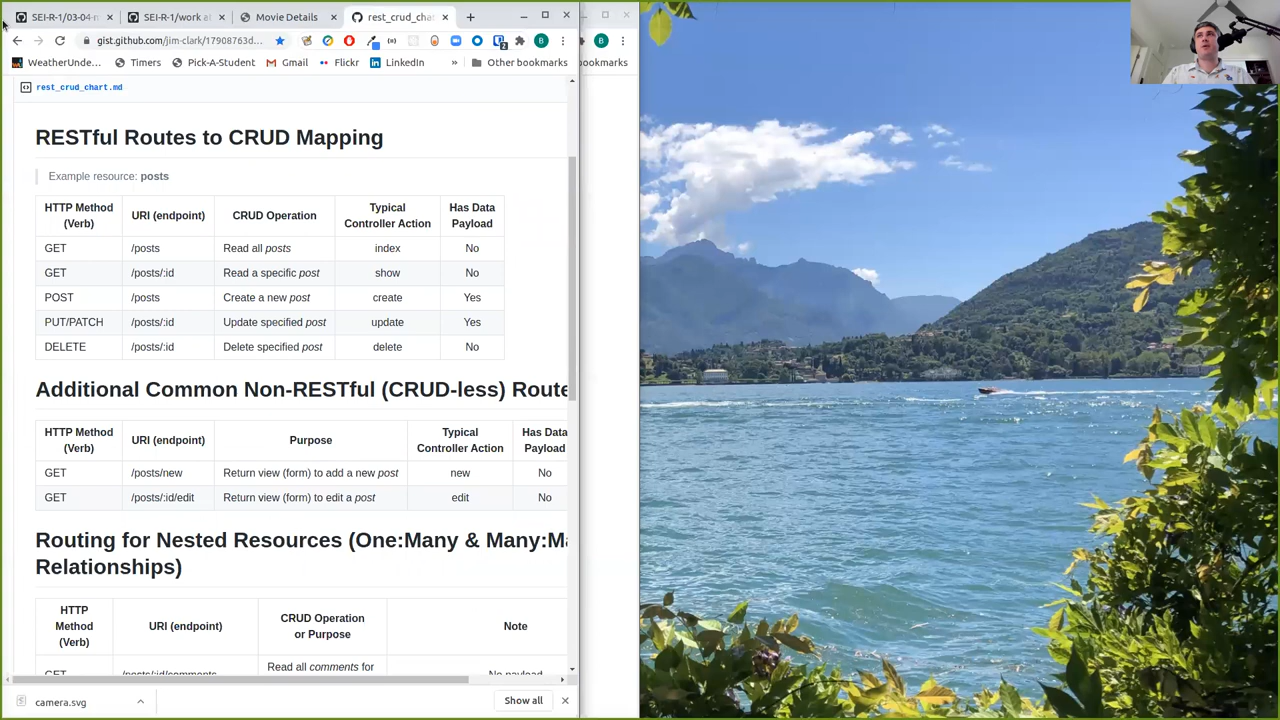 SEI-R-1/03-04-
SEI-R-1/work a
Movie Details
rest_crud_cha
gist.github.com/jim-clark/17908763d...
B
B
WeatherUnde...
Timers
Pick-A-Student
Gmail
Flickr
LinkedIn
»
Other bookmarks
bookmarks
rest_crud_chart.md
RESTful Routes to CRUD Mapping
Example resource: posts
HTTP Method (Verb) URI (endpoint) CRUD Operation Typical Controller Action Has Data Payload
GET /posts Read all posts index No
GET /posts/:id Read a specific post show No
POST /posts Create a new post create Yes
PUT/PATCH /posts/:id Update specified post update Yes
DELETE /posts/:id Delete specified post delete No
Additional Common Non-RESTful (CRUD-less) Route
HTTP Method (Verb) URI (endpoint) Purpose Typical Controller Action Has Data Payload
GET /posts/new Return view (form) to add a new post new No
GET /posts/:id/edit Return view (form) to edit a post edit No
Routing for Nested Resources (One:Many & Many:Ma
Relationships)
HTTP Method (Verb) URI (endpoint) CRUD Operation or Purpose Note
GET /posts/:id/comments Read all comments for No payload
camera.svg
Show all